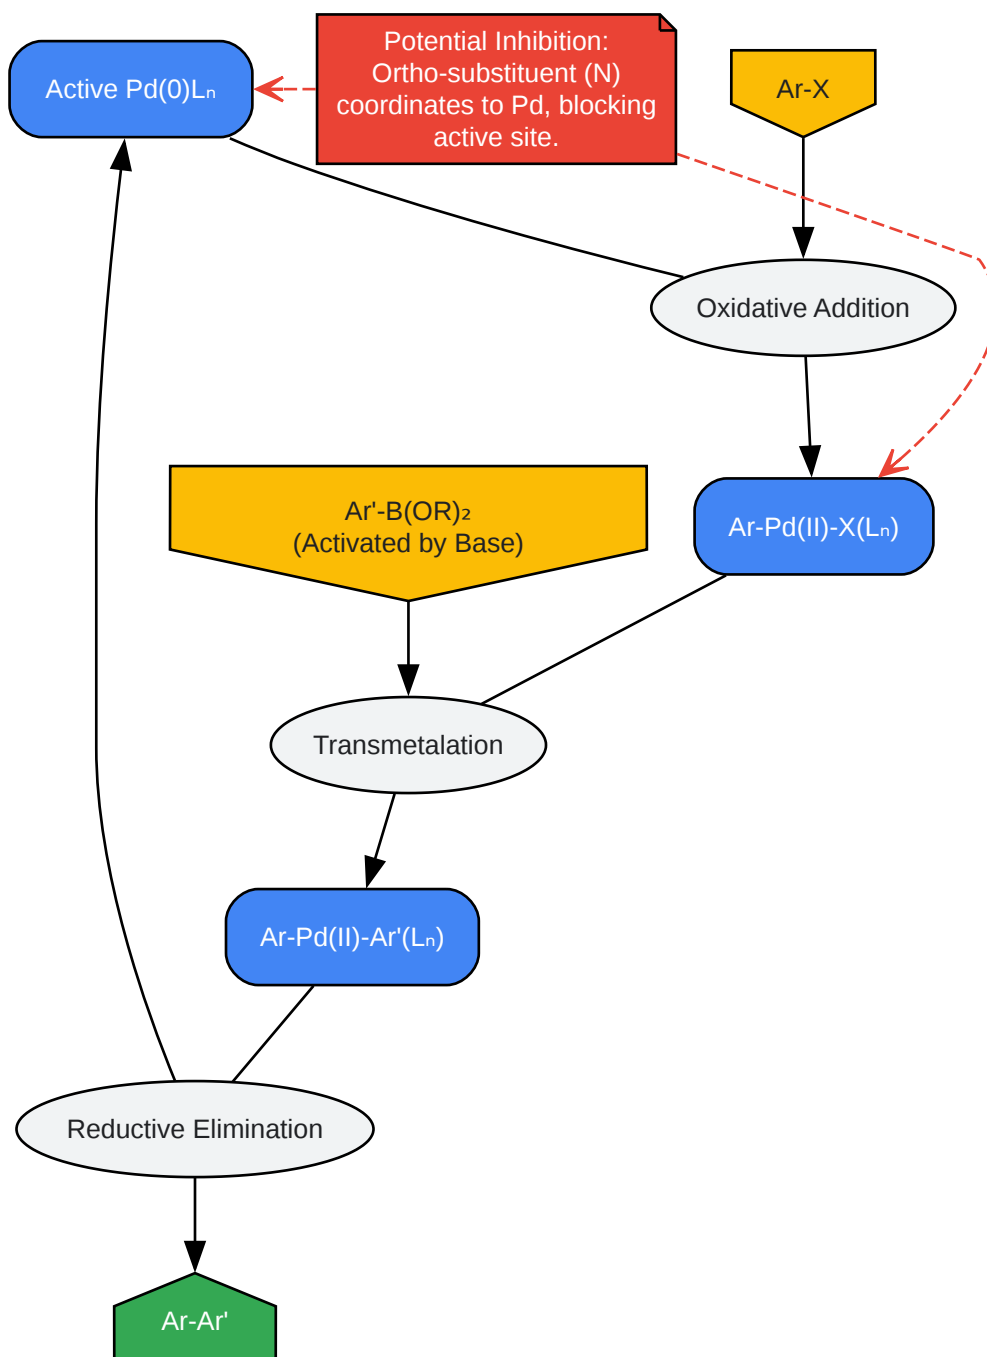 Active Pd(0)Lₙ
Potential Inhibition:
Ortho-substituent (N)
coordinates to Pd, blocking
active site.
Ar-X
Oxidative Addition
Ar'-B(OR)₂
(Activated by Base)
Ar-Pd(II)-X(Lₙ)
Transmetalation
Ar-Pd(II)-Ar'(Lₙ)
Reductive Elimination
Ar-Ar'